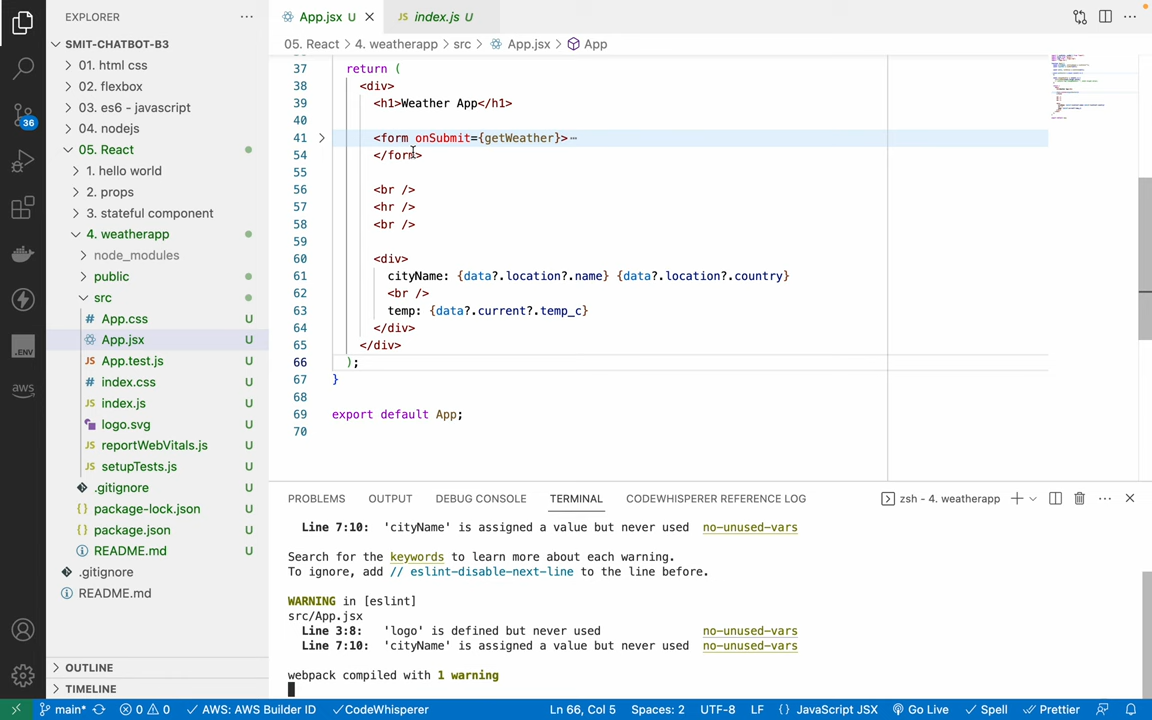 EXPLORER
App.jsx U
JS index.js U
SMIT-CHATBOT-B3
05. React > 4. weatherapp > src > App.jsx > App
01. html css
02. flexbox
03. es6 - javascript
04. nodejs
05. React
1. hello world
2. props
3. stateful component
4. weatherapp
node_modules
public
src
# App.css U
App.jsx U
JS App.test.js U
# index.css U
JS index.js U
logo.svg U
JS reportWebVitals.js U
JS setupTests.js U
.gitignore U
{} package-lock.json U
{} package.json U
README.md U
.gitignore
README.md
OUTLINE
TIMELINE
36
.ENV
aws
37 return (
38 <div>
39 <h1>Weather App</h1>
40
41 <form onSubmit={getWeather}>⋯
54 </form>
55
56 <br />
57 <hr />
58 <br />
59
60 <div>
61 cityName: {data?.location?.name} {data?.location?.country}
62 <br />
63 temp: {data?.current?.temp_c}
64 </div>
65 </div>
66 );
67 }
68
69 export default App;
70
PROBLEMS OUTPUT DEBUG CONSOLE TERMINAL CODEWHISPERER REFERENCE LOG zsh - 4. weatherapp
Line 7:10: 'cityName' is assigned a value but never used no-unused-vars
Search for the keywords to learn more about each warning.
To ignore, add // eslint-disable-next-line to the line before.
WARNING in [eslint]
src/App.jsx
Line 3:8: 'logo' is defined but never used no-unused-vars
Line 7:10: 'cityName' is assigned a value but never used no-unused-vars
webpack compiled with 1 warning
main* 0 0 AWS: AWS Builder ID CodeWhisperer Ln 66, Col 5 Spaces: 2 UTF-8 LF {} JavaScript JSX Go Live Spell Prettier